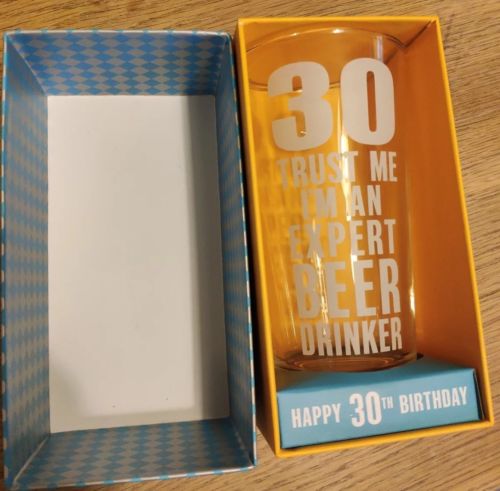 30
TRUST ME
I'M AN
EXPERT
BEER
DRINKER
HAPPY 30TH BIRTHDAY